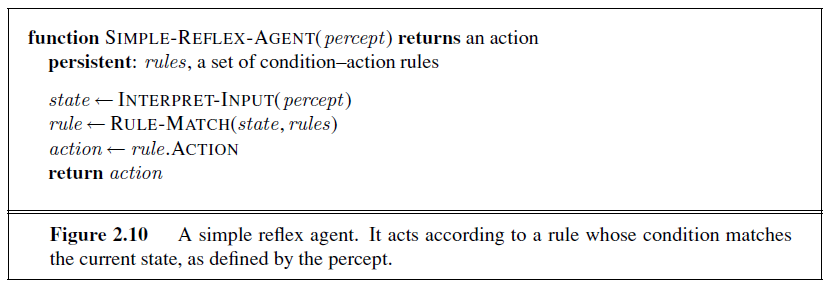 function SIMPLE-REFLEX-AGENT(percept) returns an action
persistent: rules, a set of condition–action rules
state ← INTERPRET-INPUT(percept)
rule ← RULE-MATCH(state, rules)
action ← rule.ACTION
return action
Figure 2.10 A simple reflex agent. It acts according to a rule whose condition matches
the current state, as defined by the percept.